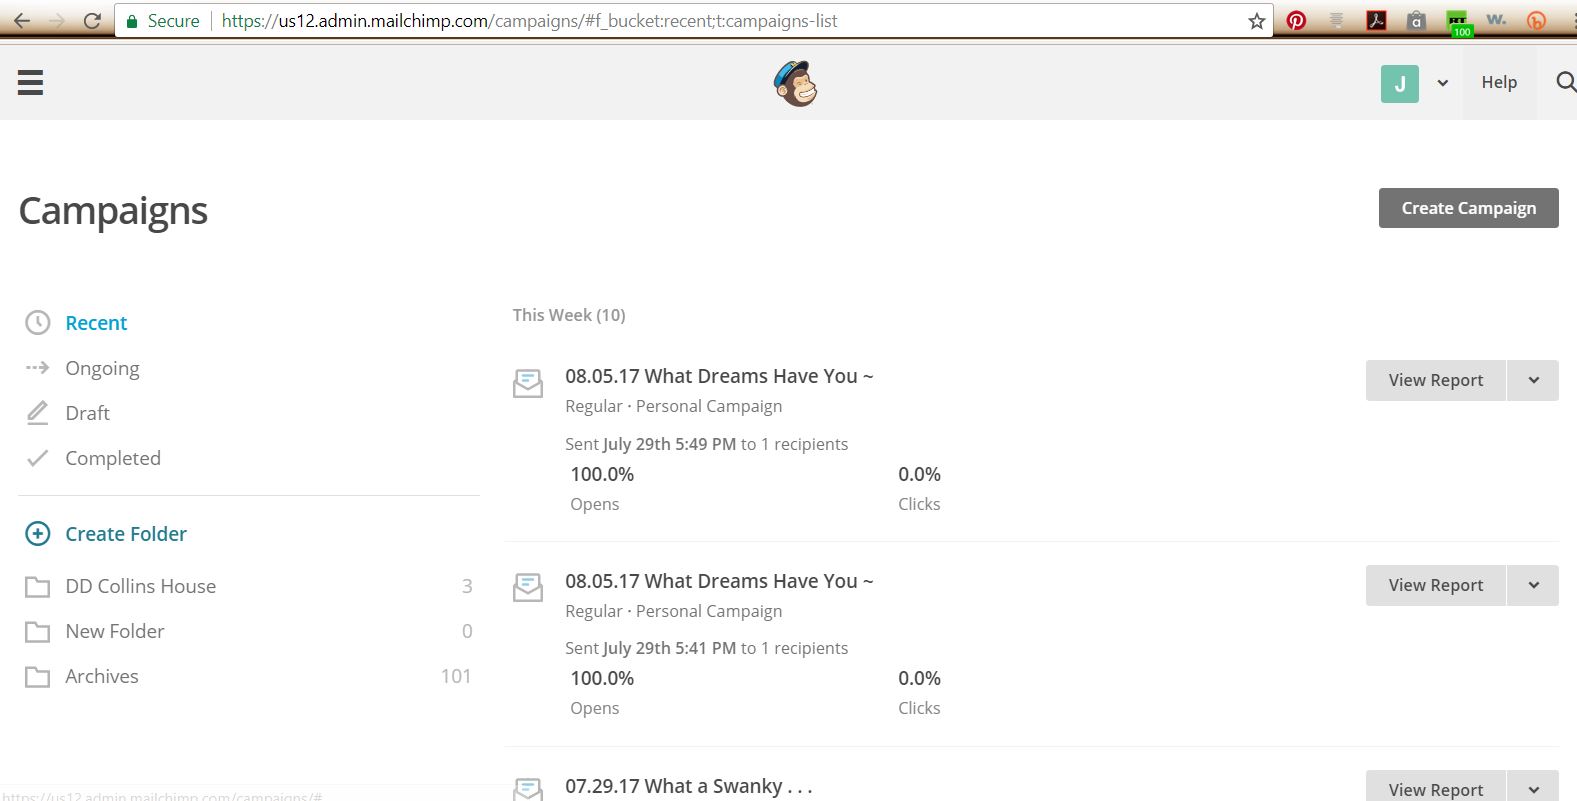 Secure https://us12.admin.mailchimp.com/campaigns/#f_bucket:recent;t:campaigns-list
RT
100
a
W.
b
J
Help
Campaigns
Create Campaign
Recent
Ongoing
Draft
Completed
Create Folder
DD Collins House 3
New Folder 0
Archives 101
This Week (10)
08.05.17 What Dreams Have You ~
View Report
Regular · Personal Campaign
Sent July 29th 5:49 PM to 1 recipients
100.0% 0.0%
Opens Clicks
08.05.17 What Dreams Have You ~
View Report
Regular · Personal Campaign
Sent July 29th 5:41 PM to 1 recipients
100.0% 0.0%
Opens Clicks
07.29.17 What a Swanky . . .
View Report
https://us12.admin.mailchimp.com/campaigns/#